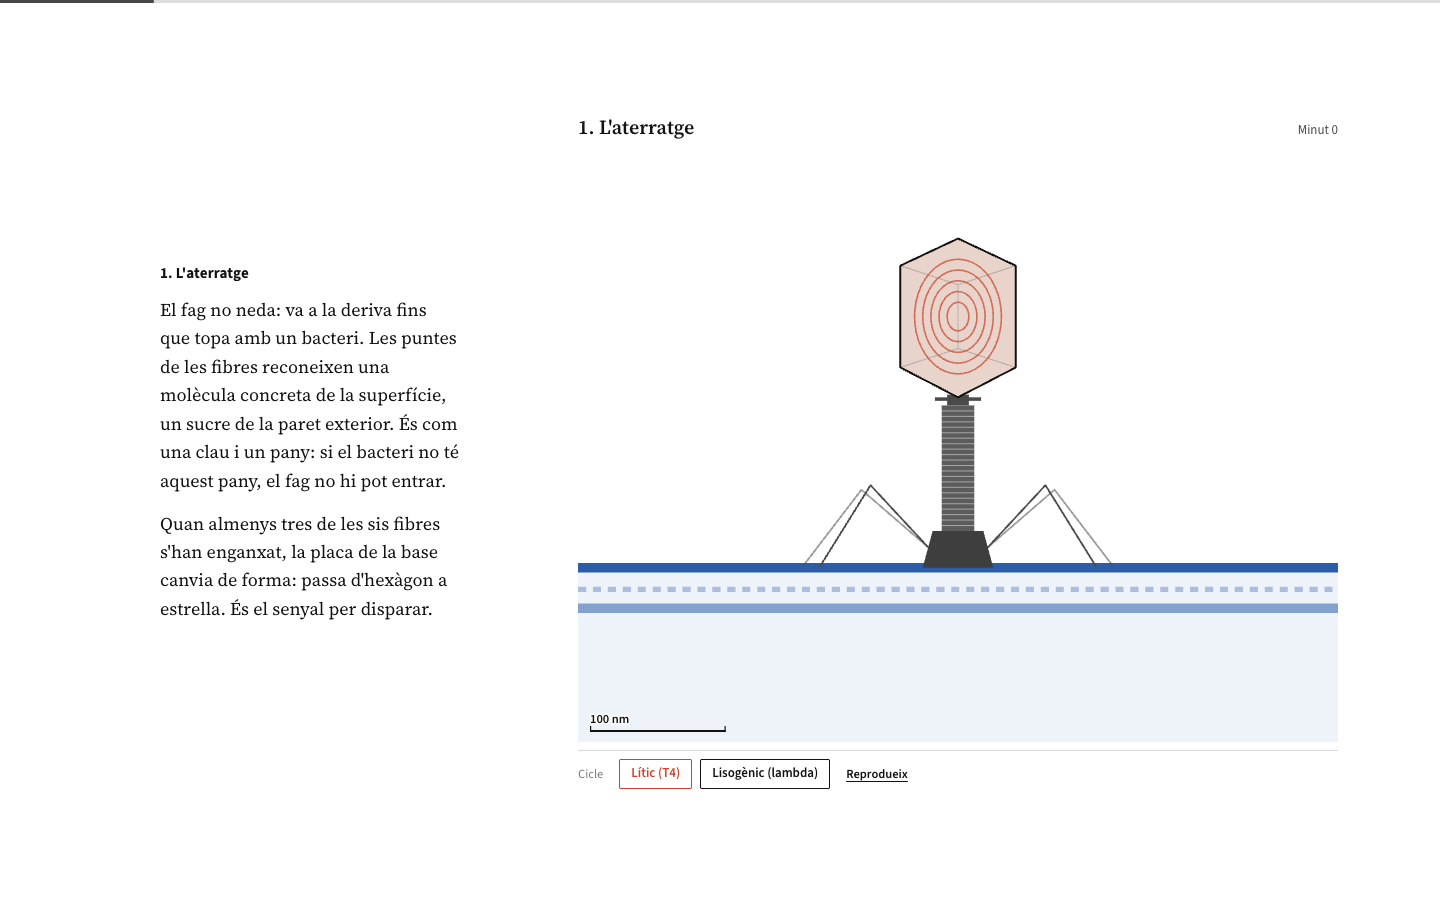 1. L'aterratge
Minut 0
1. L'aterratge
El fag no neda: va a la deriva fins
que topa amb un bacteri. Les puntes
de les fibres reconeixen una
molècula concreta de la superfície,
un sucre de la paret exterior. És com
una clau i un pany: si el bacteri no té
aquest pany, el fag no hi pot entrar.
Quan almenys tres de les sis fibres
s'han enganxat, la placa de la base
canvia de forma: passa d'hexàgon a
estrella. És el senyal per disparar.
100 nm
Cicle
Lític (T4)
Lisogènic (lambda)
Reprodueix